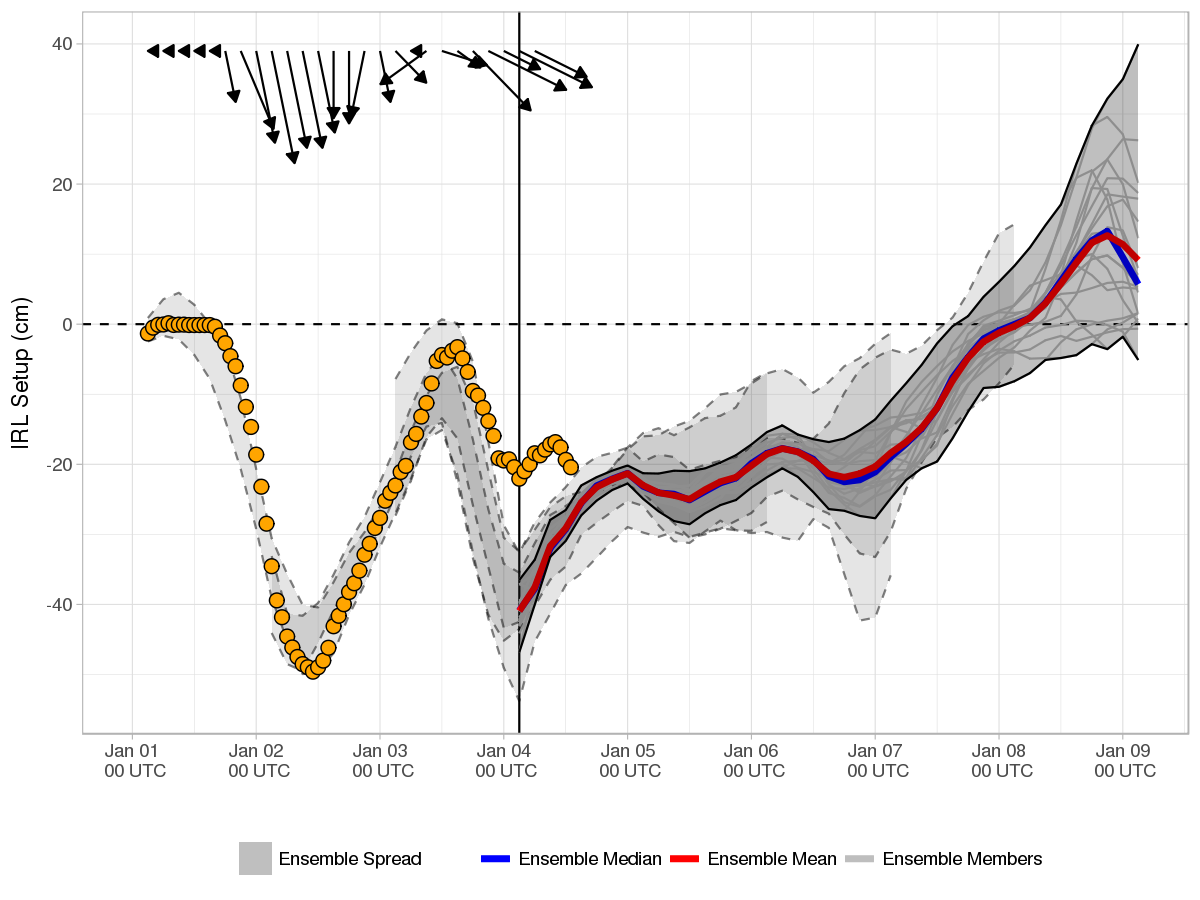 IRL Setup (cm)
40
20
0
-20
-40
Jan 01 Jan 02 Jan 03 Jan 04 Jan 05 Jan 06 Jan 07 Jan 08 Jan 09
00 UTC 00 UTC 00 UTC 00 UTC 00 UTC 00 UTC 00 UTC 00 UTC 00 UTC
Ensemble Spread Ensemble Median Ensemble Mean Ensemble Members